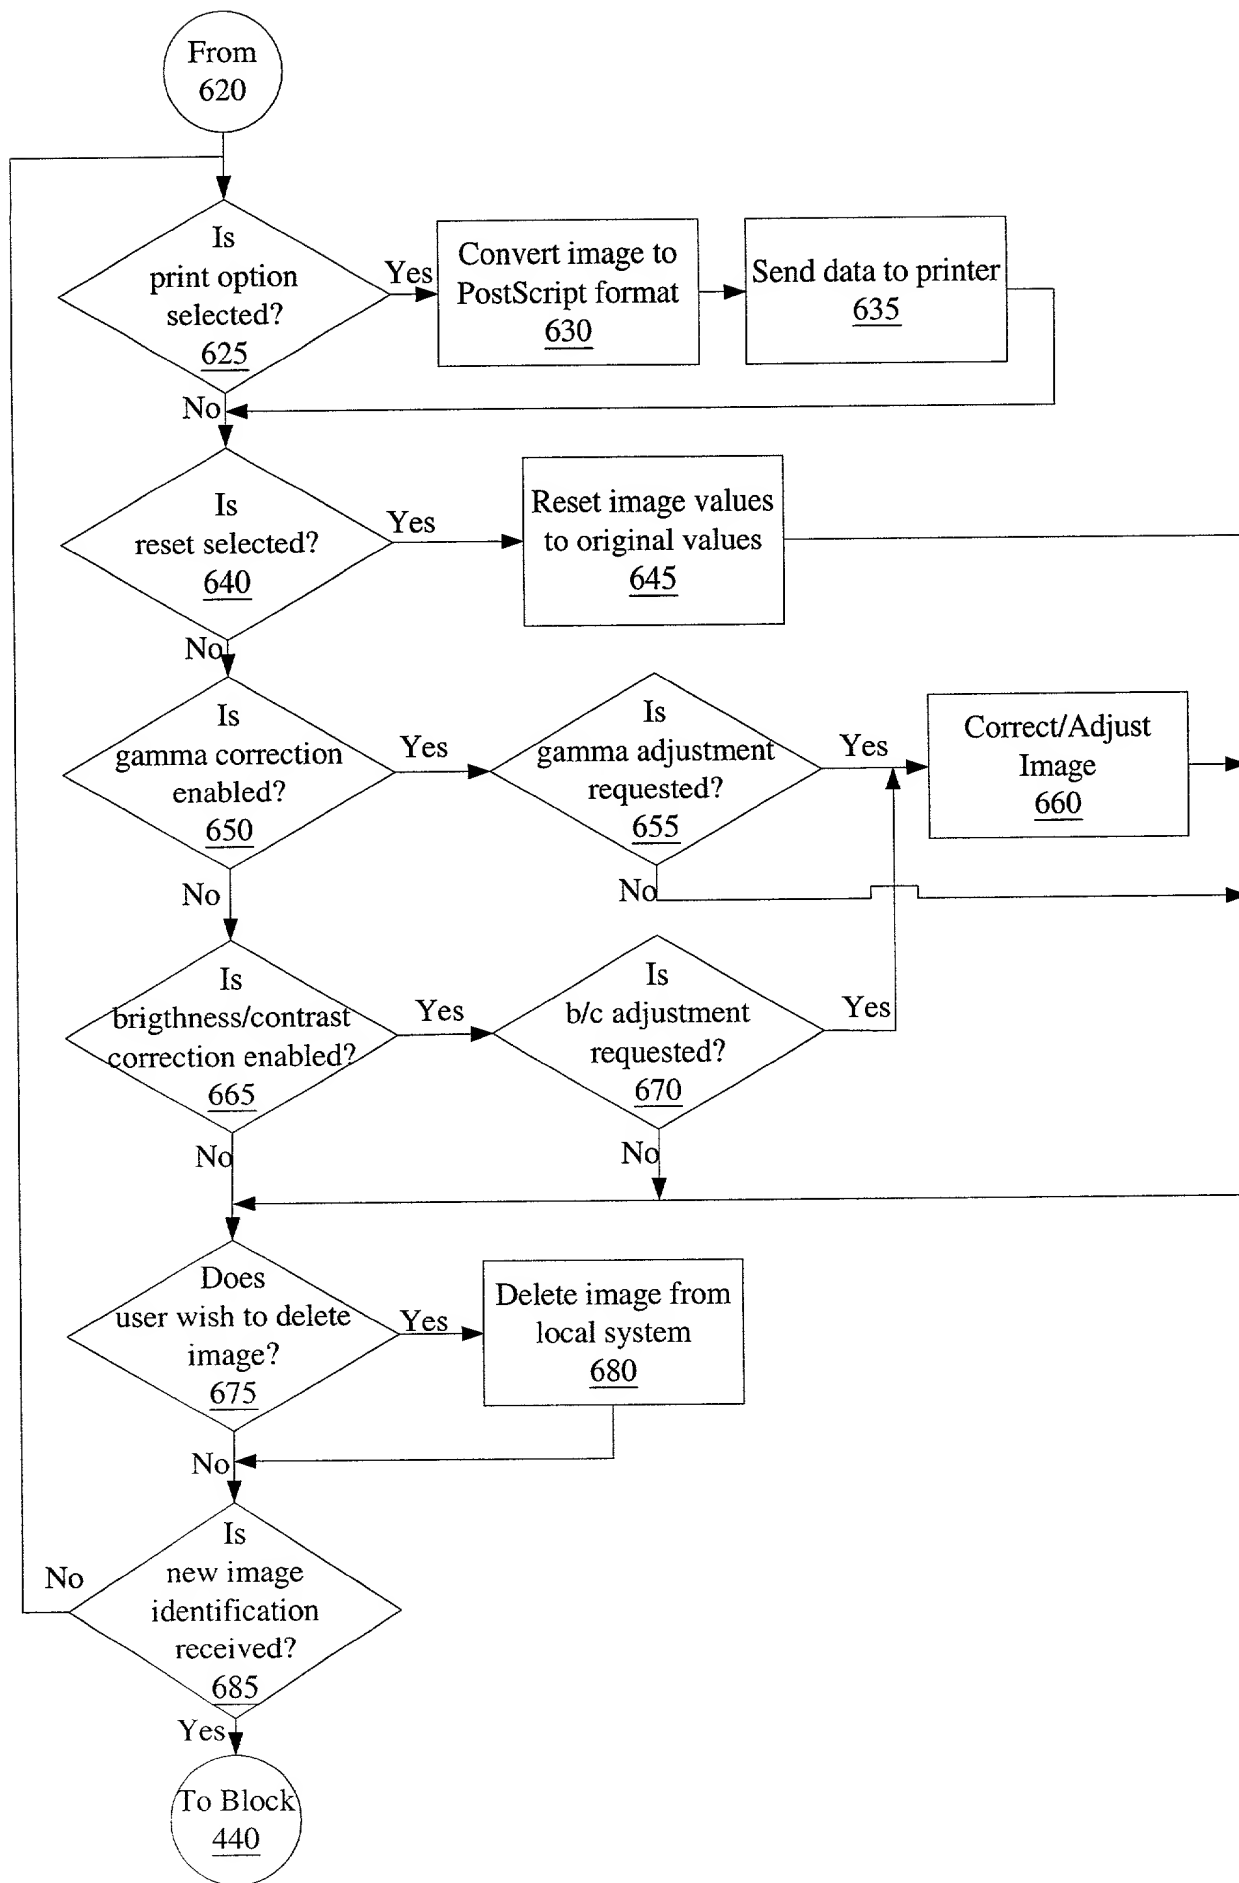 From
620
Is
print option
selected?
625
Yes
Convert image to
PostScript format
630
Send data to printer
635
No
Is
reset selected?
640
Yes
Reset image values
to original values
645
No
Is
gamma correction
enabled?
650
Yes
Is
gamma adjustment
requested?
655
Yes
Correct/Adjust
Image
660
No
No
Is
brigthness/contrast
correction enabled?
665
Yes
Is
b/c adjustment
requested?
670
Yes
No
No
Does
user wish to delete
image?
675
Yes
Delete image from
local system
680
No
Is
new image
identification
received?
685
No
Yes
To Block
440